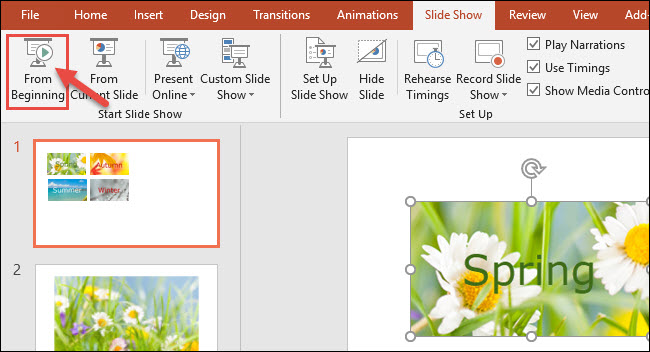 File Home Insert Design Transitions Animations Slide Show Review View Add-
From Beginning
From Current Slide
Present Online
Custom Slide Show
Set Up Slide Show
Hide Slide
Rehearse Timings
Record Slide Show
Play Narrations
Use Timings
Show Media Contro
Start Slide Show
Set Up
1
Spring Autumn
Summer Winter
2
Spring